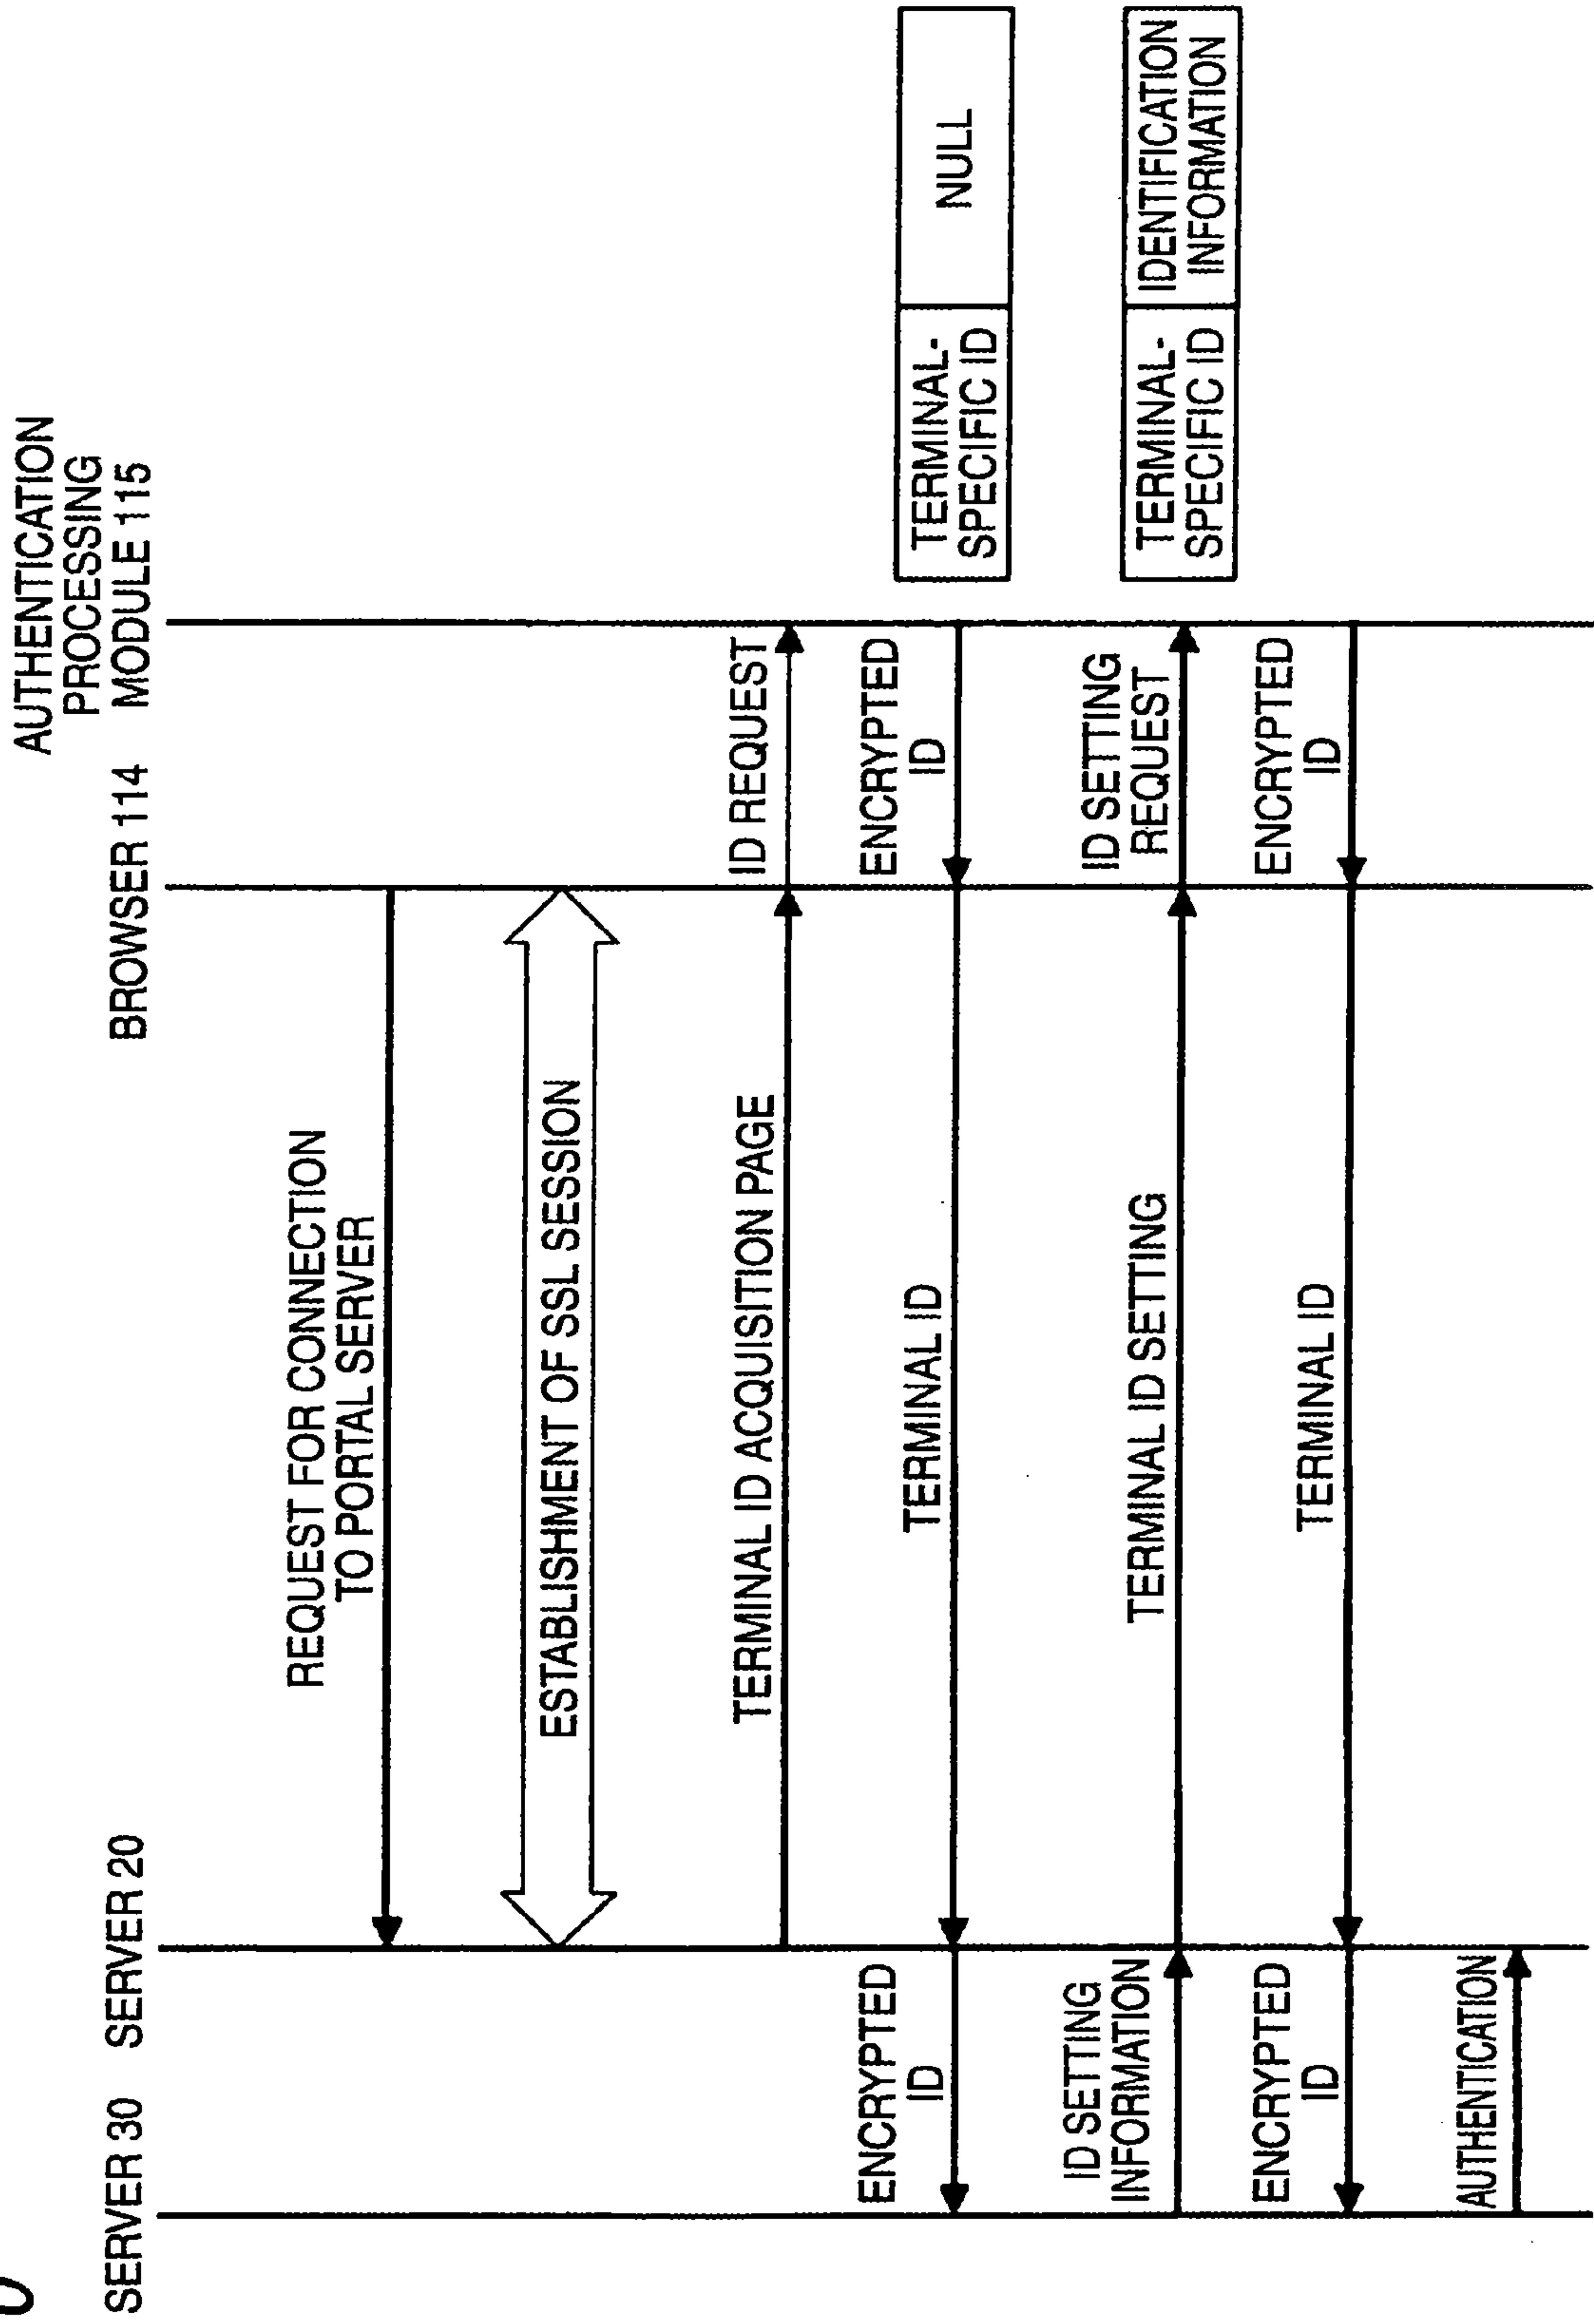 SERVER 30
SERVER 20
BROWSER 114
AUTHENTICATION
PROCESSING
MODULE 115
REQUEST FOR CONNECTION
TO PORTAL SERVER
ESTABLISHMENT OF SSL SESSION
TERMINAL ID ACQUISITION PAGE
ID REQUEST
ENCRYPTED
ID
TERMINAL ID
ENCRYPTED
ID
TERMINAL-
SPECIFIC ID
NULL
ID SETTING
INFORMATION
TERMINAL ID SETTING
ID SETTING
REQUEST
TERMINAL-
SPECIFIC ID
IDENTIFICATION
INFORMATION
ENCRYPTED
ID
TERMINAL ID
ENCRYPTED
ID
AUTHENTICATION